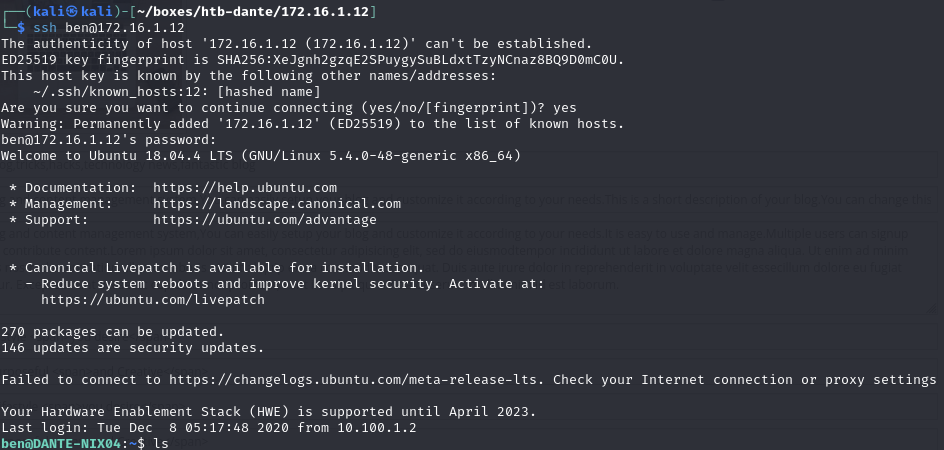 ┌──(kali㉿kali)-[~/boxes/htb-dante/172.16.1.12]
└─$ ssh ben@172.16.1.12
The authenticity of host '172.16.1.12 (172.16.1.12)' can't be established.
ED25519 key fingerprint is SHA256:XeJgnh2gzqE2SPuygySuBLdxtTzyNCnaz8BQ9D0mC0U.
This host key is known by the following other names/addresses:
    ~/.ssh/known_hosts:12: [hashed name]
Are you sure you want to continue connecting (yes/no/[fingerprint])? yes
Warning: Permanently added '172.16.1.12' (ED25519) to the list of known hosts.
ben@172.16.1.12's password:
Welcome to Ubuntu 18.04.4 LTS (GNU/Linux 5.4.0-48-generic x86_64)

 * Documentation:  https://help.ubuntu.com
 * Management:     https://landscape.canonical.com
 * Support:        https://ubuntu.com/advantage

 * Canonical Livepatch is available for installation.
   - Reduce system reboots and improve kernel security. Activate at:
     https://ubuntu.com/livepatch

270 packages can be updated.
146 updates are security updates.

Failed to connect to https://changelogs.ubuntu.com/meta-release-lts. Check your Internet connection or proxy settings

Your Hardware Enablement Stack (HWE) is supported until April 2023.
Last login: Tue Dec  8 05:17:48 2020 from 10.100.1.2
ben@DANTE-NIX04:~$ ls